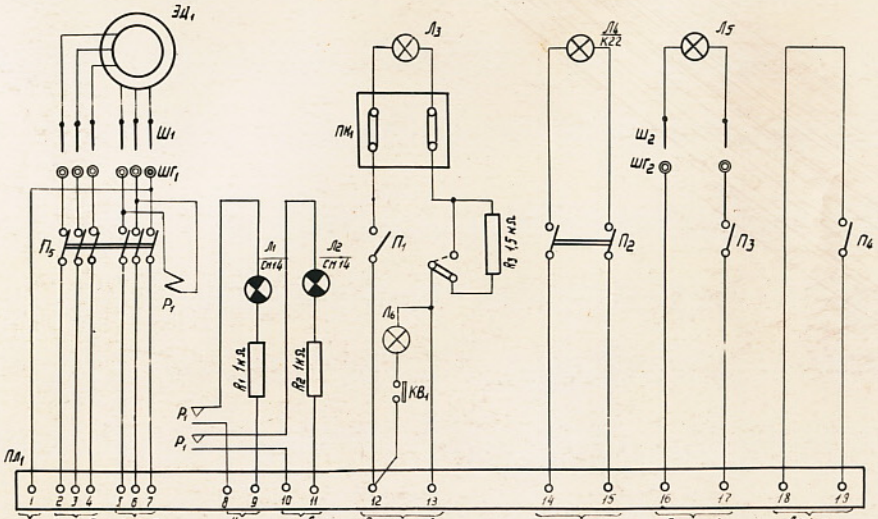 ЭД₁
Л₃
Л₄
К22
Л₅
Ш₁
ПК₁
Ш₂
ШГ₁
ШГ₂
П₅
Л₁
СМ14
Л₂
СМ14
П₁
R₃ 1,5 кΩ
П₂
П₃
П₄
Р₁
Л₆
R₁ 1кΩ
R₂ 1кΩ
КВ₁
Р₁
Р₁
ПЛ₁
1 2 3 4 5 6 7 8 9 10 11 12 13 14 15 16 17 18 19